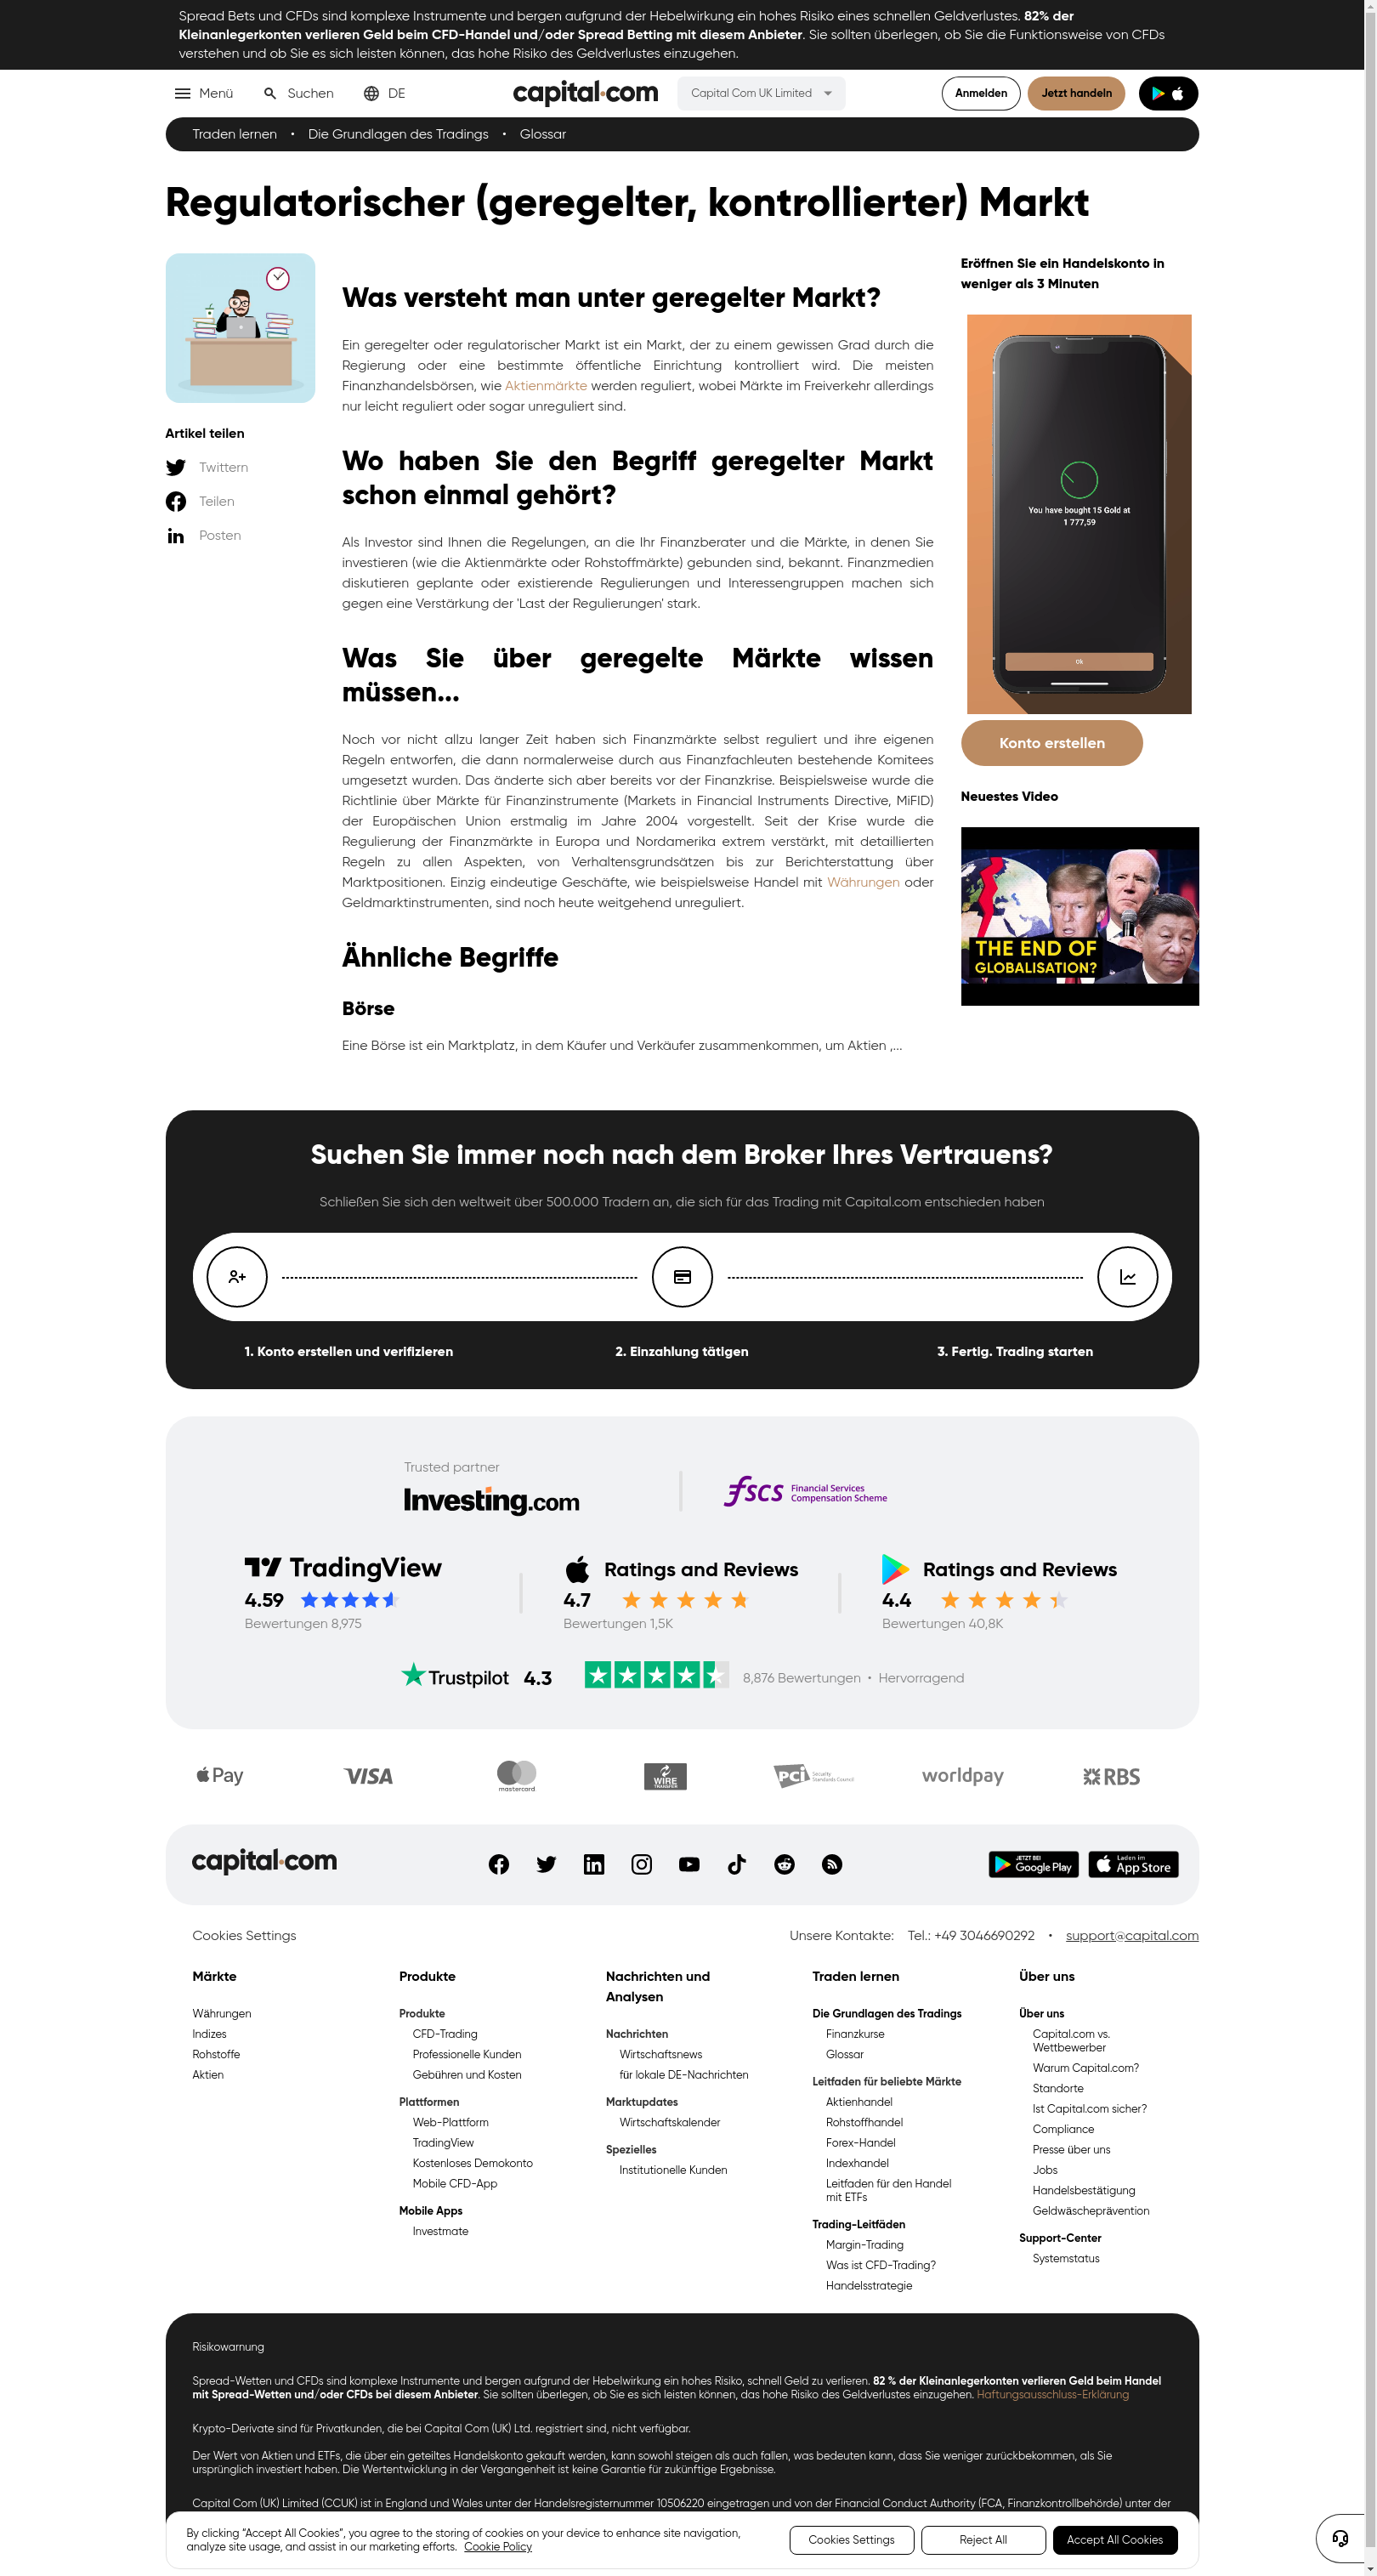 Spread Bets und CFDs sind komplexe Instrumente und bergen aufgrund der Hebelwirkung ein hohes Risiko eines schnellen Geldverlustes. 82% der
Kleinanlegerkonten verlieren Geld beim CFD-Handel und/oder Spread Betting mit diesem Anbieter. Sie sollten überlegen, ob Sie die Funktionsweise von CFDs
verstehen und ob Sie es sich leisten können, das hohe Risiko des Geldverlustes einzugehen.
Menü Suchen DE capital.com Capital Com UK Limited Anmelden Jetzt handeln
Traden lernen • Die Grundlagen des Tradings • Glossar
Regulatorischer (geregelter, kontrollierter) Markt
Artikel teilen
Twittern
Teilen
Posten
Was versteht man unter geregelter Markt?
Ein geregelter oder regulatorischer Markt ist ein Markt, der zu einem gewissen Grad durch die
Regierung oder eine bestimmte öffentliche Einrichtung kontrolliert wird. Die meisten
Finanzhandelsbörsen, wie Aktienmärkte werden reguliert, wobei Märkte im Freiverkehr allerdings
nur leicht reguliert oder sogar unreguliert sind.
Wo haben Sie den Begriff geregelter Markt
schon einmal gehört?
Als Investor sind Ihnen die Regelungen, an die Ihr Finanzberater und die Märkte, in denen Sie
investieren (wie die Aktienmärkte oder Rohstoffmärkte) gebunden sind, bekannt. Finanzmedien
diskutieren geplante oder existierende Regulierungen und Interessengruppen machen sich
gegen eine Verstärkung der 'Last der Regulierungen' stark.
Was Sie über geregelte Märkte wissen
müssen...
Noch vor nicht allzu langer Zeit haben sich Finanzmärkte selbst reguliert und ihre eigenen
Regeln entworfen, die dann normalerweise durch aus Finanzfachleuten bestehende Komitees
umgesetzt wurden. Das änderte sich aber bereits vor der Finanzkrise. Beispielsweise wurde die
Richtlinie über Märkte für Finanzinstrumente (Markets in Financial Instruments Directive, MiFID)
der Europäischen Union erstmalig im Jahre 2004 vorgestellt. Seit der Krise wurde die
Regulierung der Finanzmärkte in Europa und Nordamerika extrem verstärkt, mit detaillierten
Regeln zu allen Aspekten, von Verhaltensgrundsätzen bis zur Berichterstattung über
Marktpositionen. Einzig eindeutige Geschäfte, wie beispielsweise Handel mit Währungen oder
Geldmarktinstrumenten, sind noch heute weitgehend unreguliert.
Ähnliche Begriffe
Börse
Eine Börse ist ein Marktplatz, in dem Käufer und Verkäufer zusammenkommen, um Aktien ,...
Eröffnen Sie ein Handelskonto in
weniger als 3 Minuten
You have bought 15 Gold at
1 777,59
Ok
Konto erstellen
Neuestes Video
THE END OF
GLOBALISATION?
Suchen Sie immer noch nach dem Broker Ihres Vertrauens?
Schließen Sie sich den weltweit über 500.000 Tradern an, die sich für das Trading mit Capital.com entschieden haben
1. Konto erstellen und verifizieren 2. Einzahlung tätigen 3. Fertig. Trading starten
Trusted partner
Investing.com
fscs Financial Services
Compensation Scheme
TradingView
4.59
Bewertungen 8,975
Ratings and Reviews
4.7
Bewertungen 1,5K
Ratings and Reviews
4.4
Bewertungen 40,8K
Trustpilot 4.3 8,876 Bewertungen • Hervorragend
Pay VISA mastercard WIRE TRANSFER PCI Security Standards Council worldpay RBS
capital.com JETZT BEI Google Play Laden im App Store
Cookies Settings Unsere Kontakte: Tel.: +49 3046690292 • support@capital.com
Märkte
Währungen
Indizes
Rohstoffe
Aktien
Produkte
Produkte
CFD-Trading
Professionelle Kunden
Gebühren und Kosten
Plattformen
Web-Plattform
TradingView
Kostenloses Demokonto
Mobile CFD-App
Mobile Apps
Investmate
Nachrichten und
Analysen
Nachrichten
Wirtschaftsnews
für lokale DE-Nachrichten
Marktupdates
Wirtschaftskalender
Spezielles
Institutionelle Kunden
Traden lernen
Die Grundlagen des Tradings
Finanzkurse
Glossar
Leitfaden für beliebte Märkte
Aktienhandel
Rohstoffhandel
Forex-Handel
Indexhandel
Leitfaden für den Handel
mit ETFs
Trading-Leitfäden
Margin-Trading
Was ist CFD-Trading?
Handelsstrategie
Über uns
Über uns
Capital.com vs.
Wettbewerber
Warum Capital.com?
Standorte
Ist Capital.com sicher?
Compliance
Presse über uns
Jobs
Handelsbestätigung
Geldwäscheprävention
Support-Center
Systemstatus
Risikowarnung
Spread-Wetten und CFDs sind komplexe Instrumente und bergen aufgrund der Hebelwirkung ein hohes Risiko, schnell Geld zu verlieren. 82 % der Kleinanlegerkonten verlieren Geld beim Handel
mit Spread-Wetten und/oder CFDs bei diesem Anbieter. Sie sollten überlegen, ob Sie es sich leisten können, das hohe Risiko des Geldverlustes einzugehen. Haftungsausschluss-Erklärung
Krypto-Derivate sind für Privatkunden, die bei Capital Com (UK) Ltd. registriert sind, nicht verfügbar.
Der Wert von Aktien und ETFs, die über ein geteiltes Handelskonto gekauft werden, kann sowohl steigen als auch fallen, was bedeuten kann, dass Sie weniger zurückbekommen, als Sie
ursprünglich investiert haben. Die Wertentwicklung in der Vergangenheit ist keine Garantie für zukünftige Ergebnisse.
Capital Com (UK) Limited (CCUK) ist in England und Wales unter der Handelsregisternummer 10506220 eingetragen und von der Financial Conduct Authority (FCA, Finanzkontrollbehörde) unter der
By clicking “Accept All Cookies”, you agree to the storing of cookies on your device to enhance site navigation,
analyze site usage, and assist in our marketing efforts. Cookie Policy
Cookies Settings Reject All Accept All Cookies